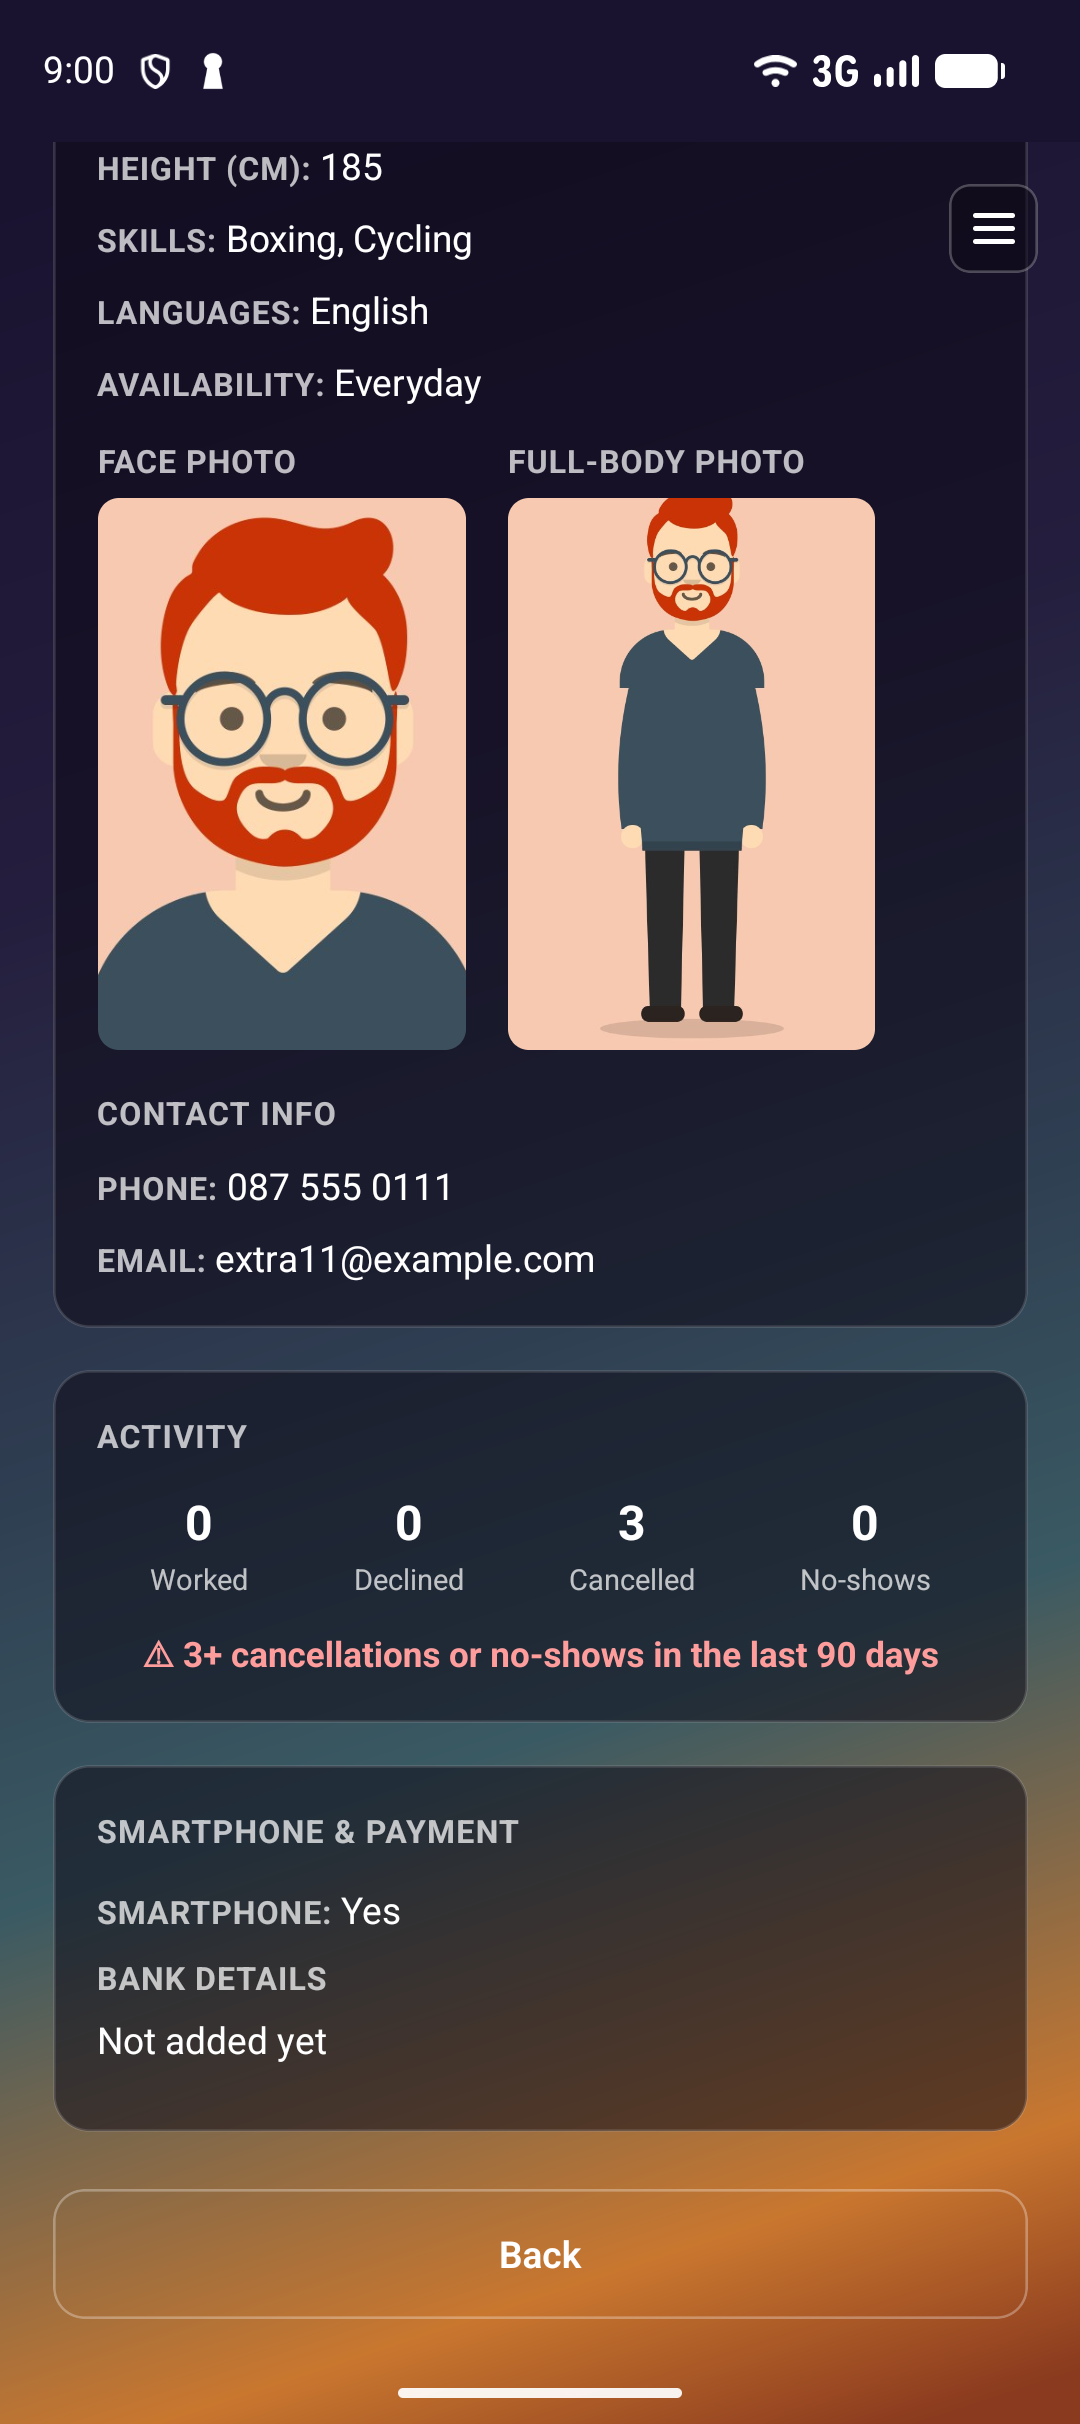 9:00
3G
HEIGHT (CM): 185
SKILLS: Boxing, Cycling
LANGUAGES: English
AVAILABILITY: Everyday
FACE PHOTO
FULL-BODY PHOTO
CONTACT INFO
PHONE: 087 555 0111
EMAIL: extra11@example.com
ACTIVITY
0 0 3 0
Worked Declined Cancelled No-shows
⚠ 3+ cancellations or no-shows in the last 90 days
SMARTPHONE & PAYMENT
SMARTPHONE: Yes
BANK DETAILS
Not added yet
Back